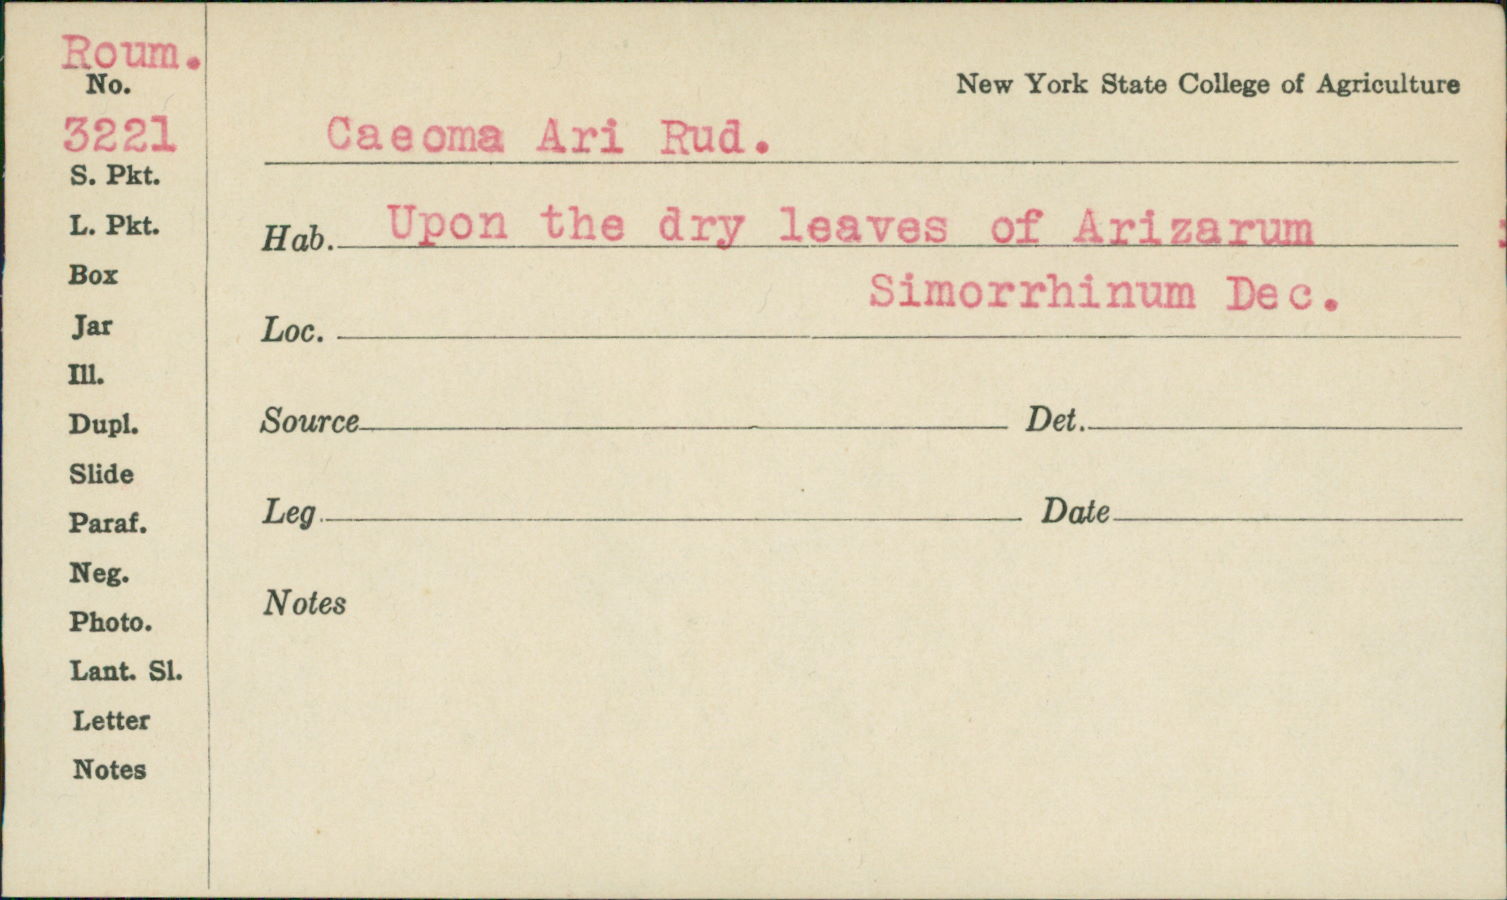 Roum.
No.
3221
S. Pkt.
L. Pkt.
Box
Jar
Ill.
Dupl.
Slide
Paraf.
Neg.
Photo.
Lant. Sl.
Letter
Notes
New York State College of Agriculture
Caeoma Ari Rud.
Hab. Upon the dry leaves of Arizarum
Simorrhinum Dec.
Loc.
Source Det.
Leg. Date
Notes